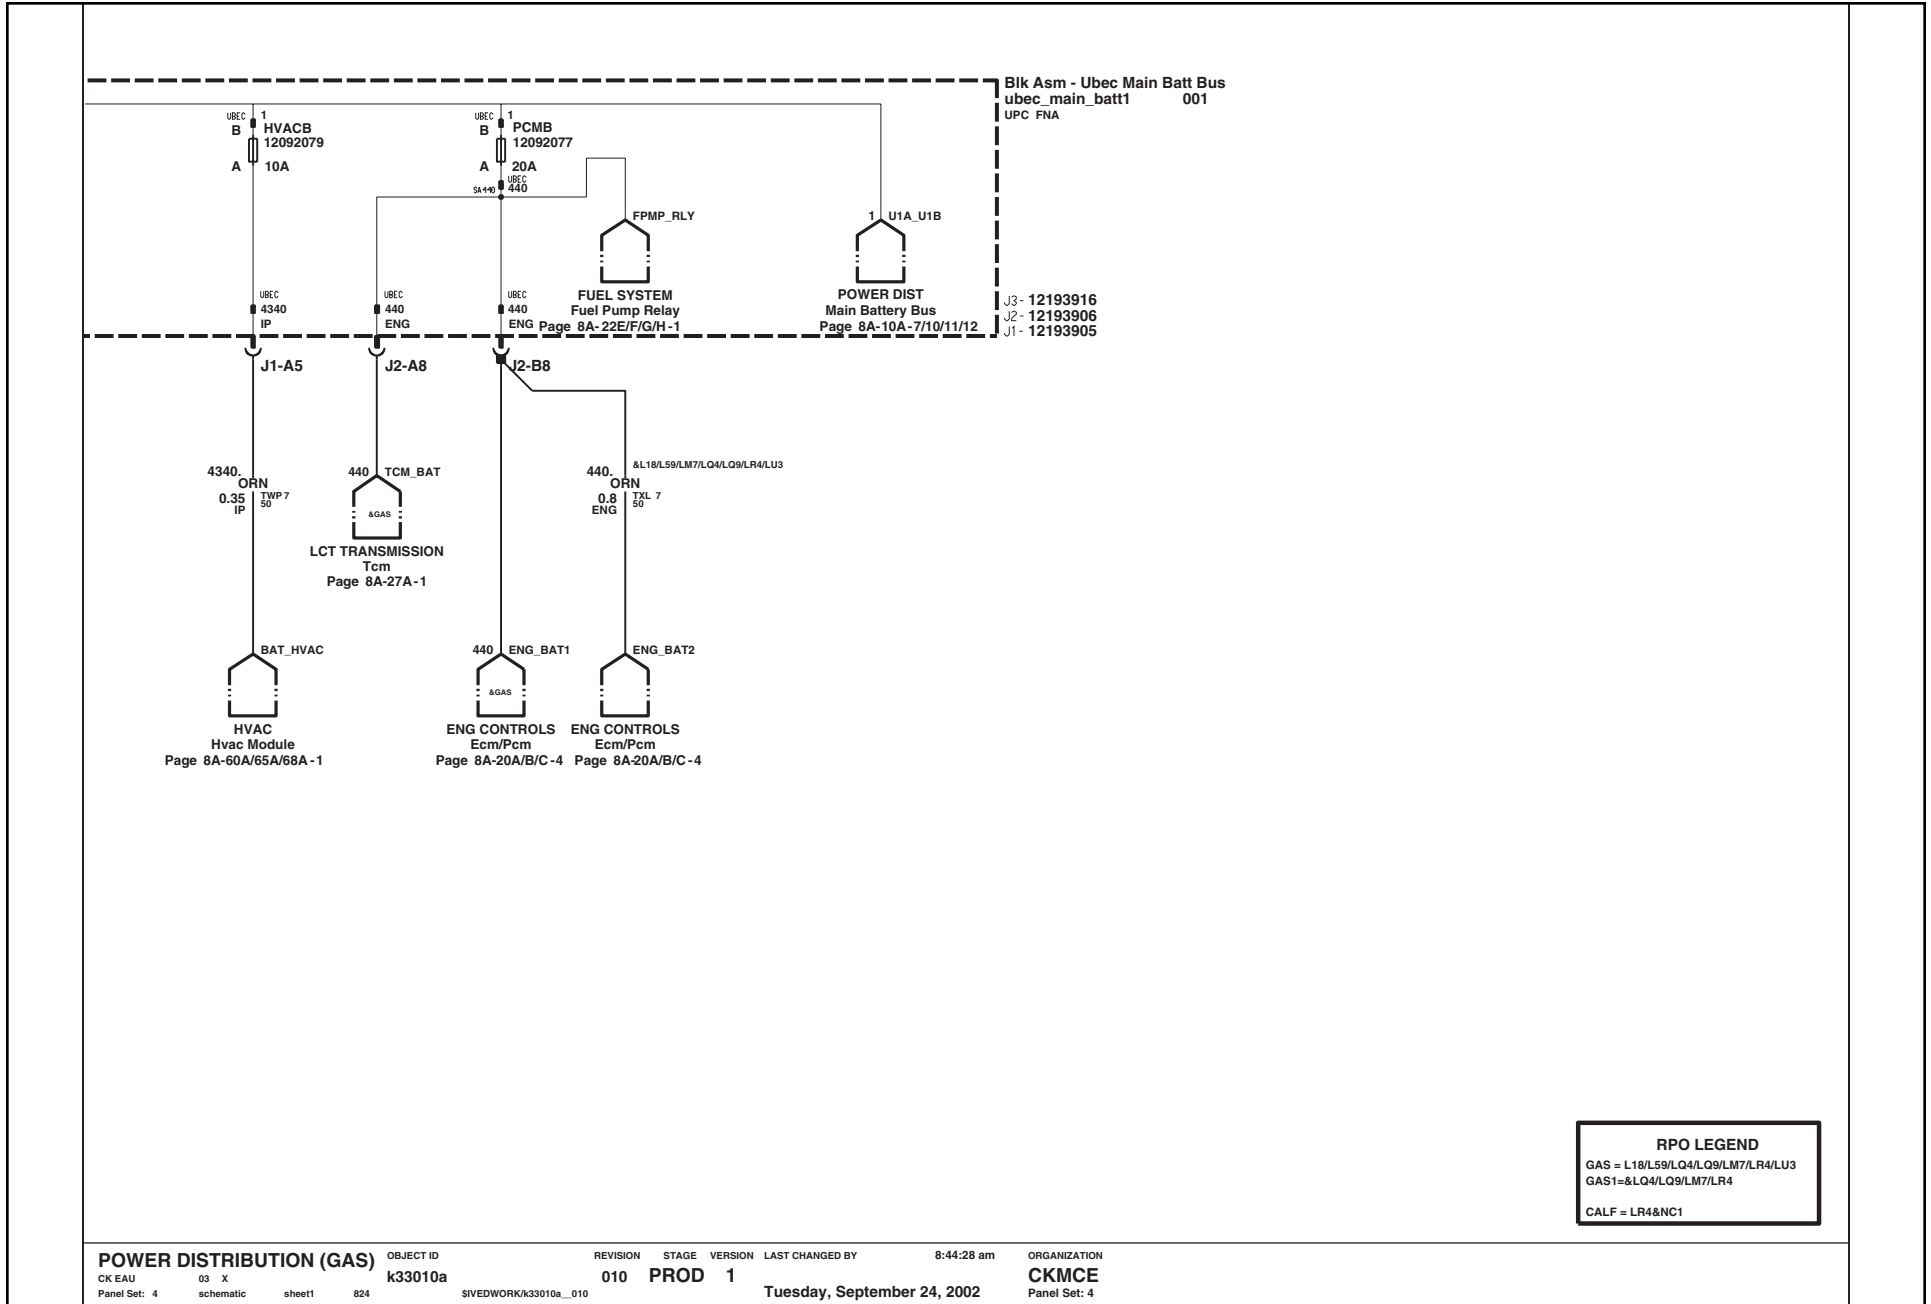 Blk Asm - Ubec Main Batt Bus
ubec_main_batt1 001
UPC FNA
UBEC 1
B HVACB
12092079
A 10A
UBEC 1
B PCMB
12092077
A 20A
UBEC
SA440 440
FPMP_RLY
1 U1A_U1B
FUEL SYSTEM
Fuel Pump Relay
Page 8A-22E/F/G/H-1
POWER DIST
Main Battery Bus
Page 8A-10A-7/10/11/12
UBEC
4340
IP
UBEC
440
ENG
UBEC
440
ENG
J3- 12193916
J2- 12193906
J1- 12193905
J1-A5
J2-A8
J2-B8
4340.
ORN
0.35 TWP 7
IP 50
440 TCM_BAT
&GAS
LCT TRANSMISSION
Tcm
Page 8A-27A-1
&L18/L59/LM7/LQ4/LQ9/LR4/LU3
440.
ORN
0.8 TXL 7
ENG 50
BAT_HVAC
HVAC
Hvac Module
Page 8A-60A/65A/68A-1
440 ENG_BAT1
&GAS
ENG CONTROLS
Ecm/Pcm
Page 8A-20A/B/C-4
ENG_BAT2
ENG CONTROLS
Ecm/Pcm
Page 8A-20A/B/C-4
RPO LEGEND
GAS = L18/L59/LQ4/LQ9/LM7/LR4/LU3
GAS1=&LQ4/LQ9/LM7/LR4
CALF = LR4&NC1
POWER DISTRIBUTION (GAS)
CK EAU 03 X
Panel Set: 4 schematic sheet1 824
OBJECT ID
k33010a
$IVEDWORK/k33010a__010
REVISION STAGE VERSION
010 PROD 1
LAST CHANGED BY 8:44:28 am
Tuesday, September 24, 2002
ORGANIZATION
CKMCE
Panel Set: 4